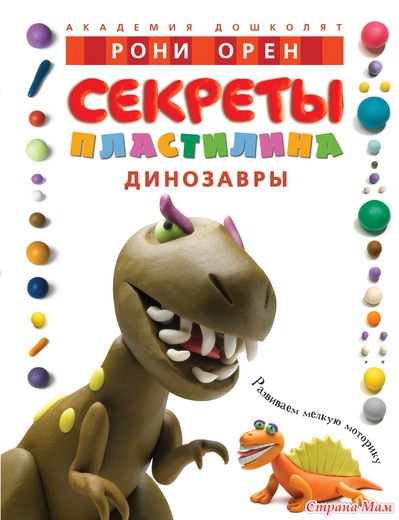 АКАДЕМИЯ ДОШКОЛЯТ
РОНИ ОРЕН
СЕКРЕТЫ
ПЛАСТИЛИНА
ДИНОЗАВРЫ
Развиваем мелкую моторику
Страна Мам